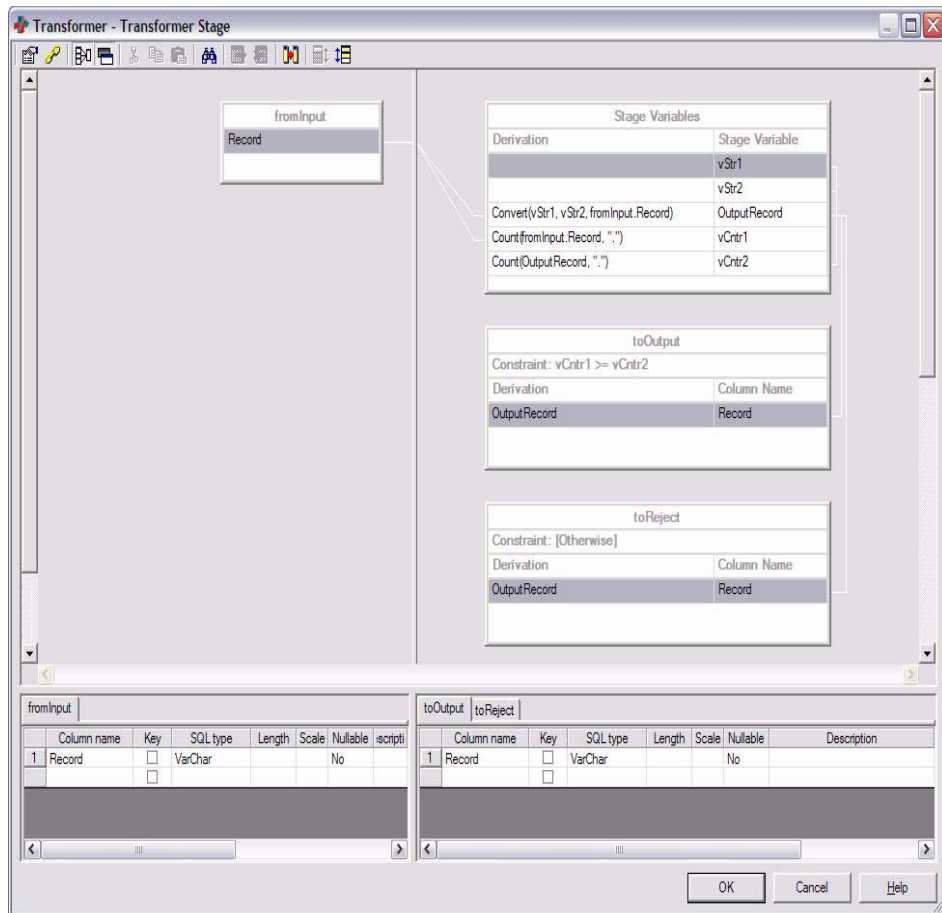 Transformer - Transformer Stage
fromInput
Record
Stage Variables
Derivation Stage Variable
vStr1
vStr2
Convert(vStr1, vStr2, fromInput.Record) OutputRecord
Count(fromInput.Record, ".") vCntr1
Count(OutputRecord, ".") vCntr2
toOutput
Constraint: vCntr1 >= vCntr2
Derivation Column Name
OutputRecord Record
toReject
Constraint: [Otherwise]
Derivation Column Name
OutputRecord Record
fromInput
Column name Key SQL type Length Scale Nullable scripti
1 Record VarChar No
toOutput toReject
Column name Key SQL type Length Scale Nullable Description
1 Record VarChar No
OK Cancel Help